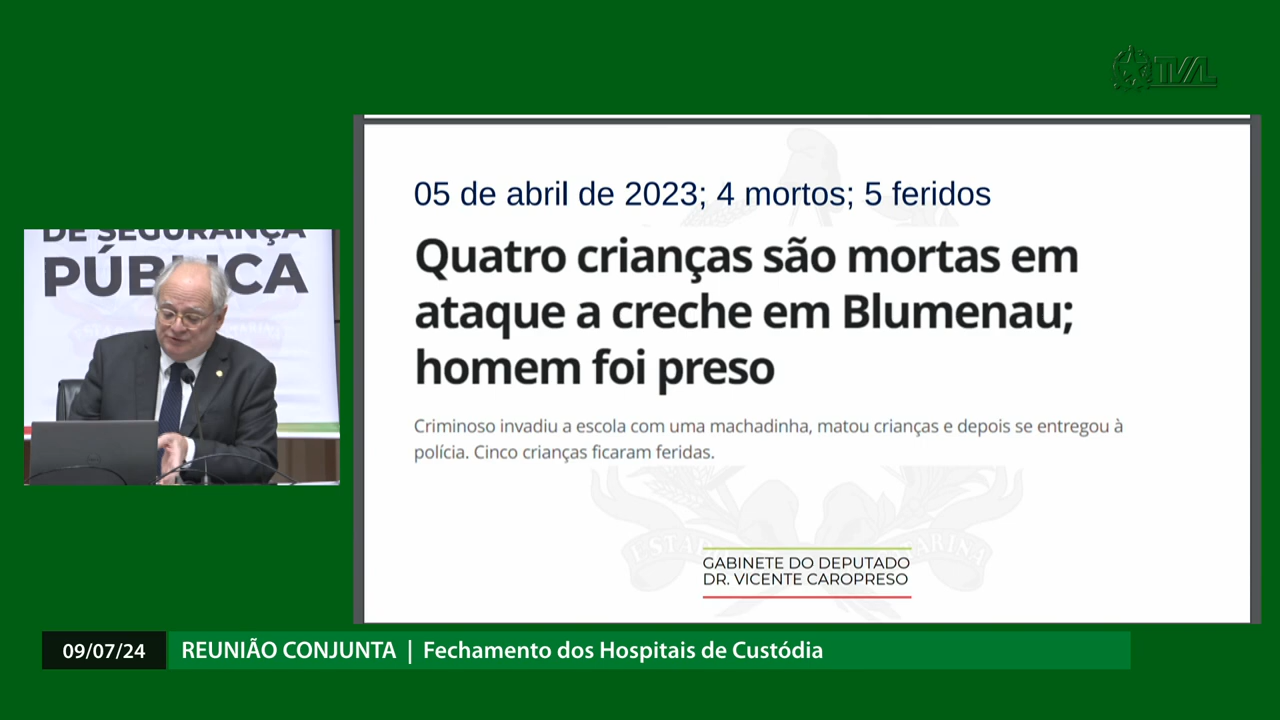 TVAL
DE SEGURANÇA
PÚBLICA
05 de abril de 2023; 4 mortos; 5 feridos
Quatro crianças são mortas em
ataque a creche em Blumenau;
homem foi preso
Criminoso invadiu a escola com uma machadinha, matou crianças e depois se entregou à
polícia. Cinco crianças ficaram feridas.
GABINETE DO DEPUTADO
DR. VICENTE CAROPRESO
09/07/24
REUNIÃO CONJUNTA | Fechamento dos Hospitais de Custódia